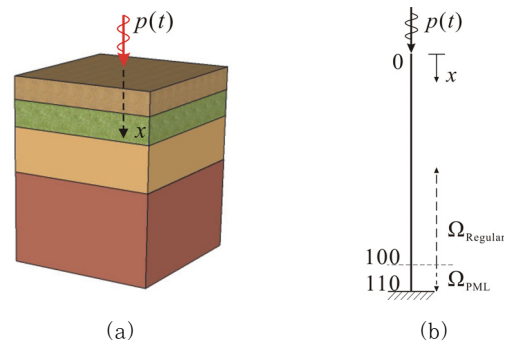 p(t)
x
(a)
p(t)
0
x
Ω_Regular
100
110
Ω_PML
(b)